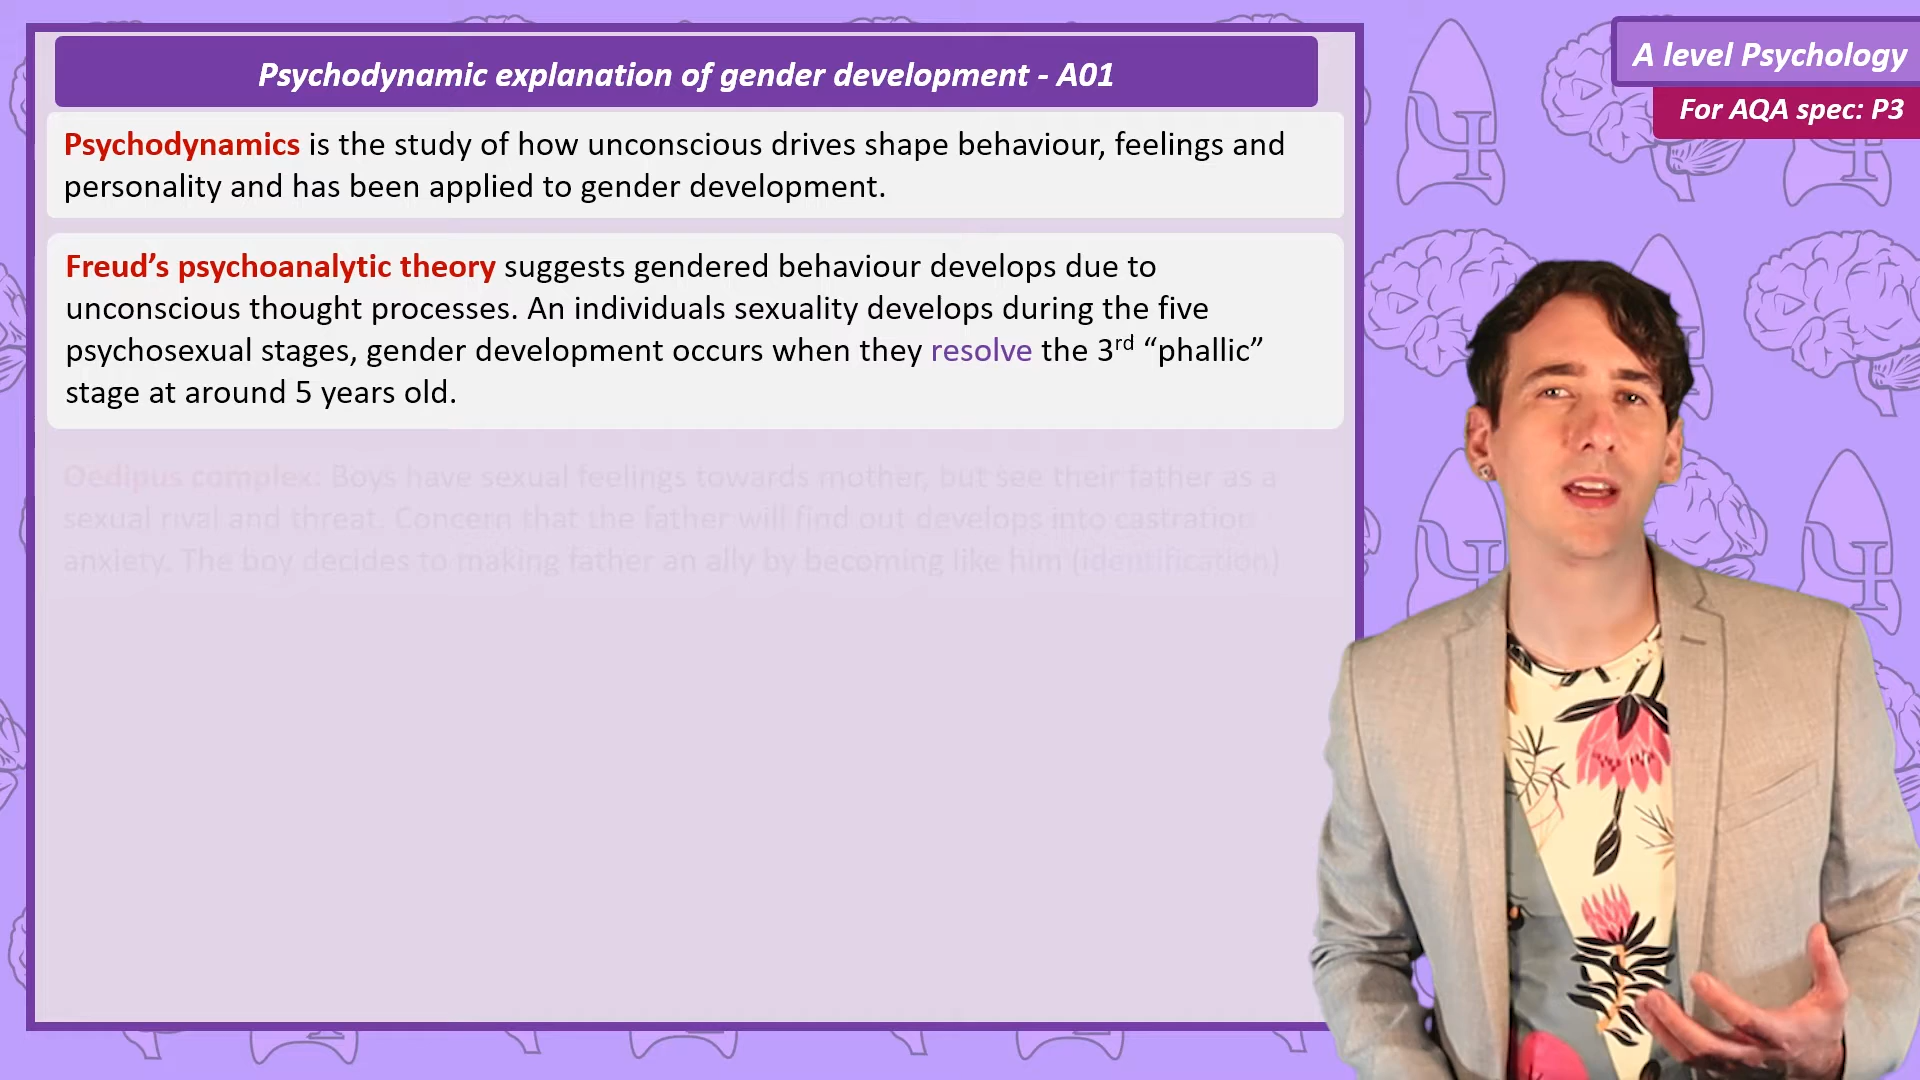 Psychodynamic explanation of gender development - A01
A level Psychology
For AQA spec: P3
Psychodynamics is the study of how unconscious drives shape behaviour, feelings and
personality and has been applied to gender development.
Freud’s psychoanalytic theory suggests gendered behaviour develops due to
unconscious thought processes. An individuals sexuality develops during the five
psychosexual stages, gender development occurs when they resolve the 3rd “phallic”
stage at around 5 years old.
Oedipus complex: Boys have sexual feelings towards mother, but see their father as a
sexual rival and threat. Concern that the father will find out develops into castration
anxiety. The boy decides to making father an ally by becoming like him (identification)